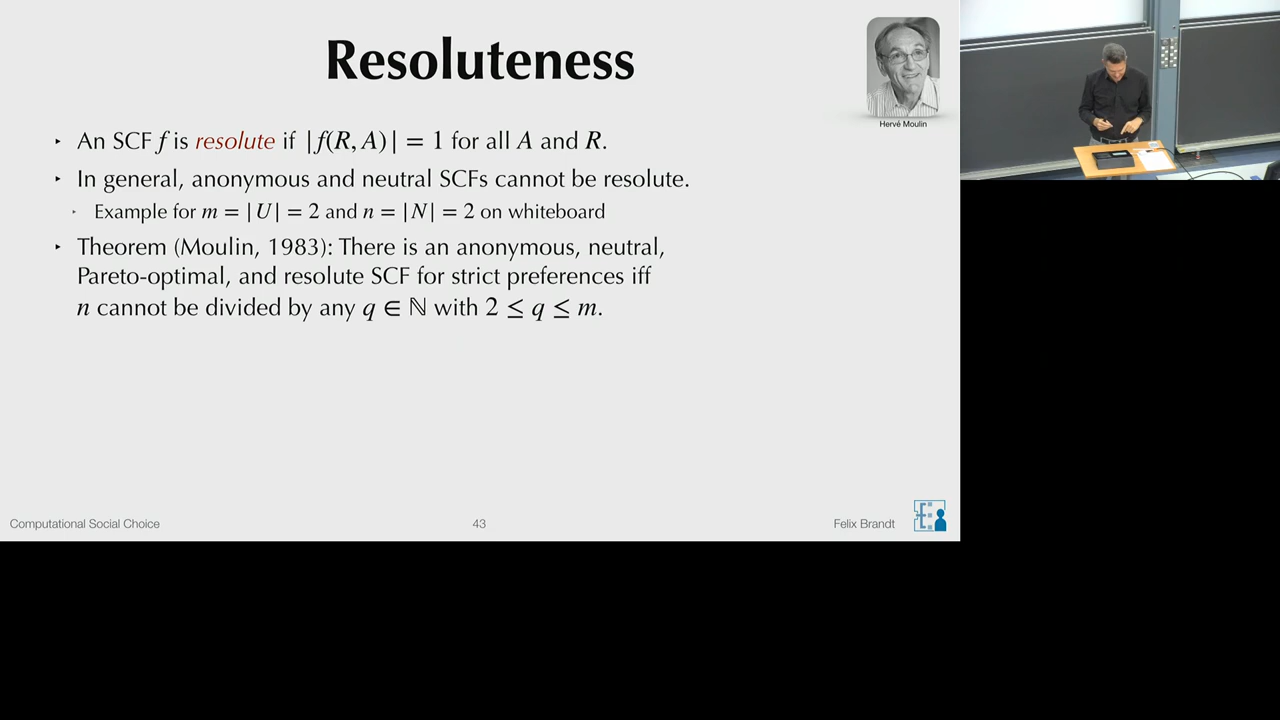 Resoluteness
Hervé Moulin
‣ An SCF f is resolute if |f(R, A)| = 1 for all A and R.
‣ In general, anonymous and neutral SCFs cannot be resolute.
‣ Example for m = |U| = 2 and n = |N| = 2 on whiteboard
‣ Theorem (Moulin, 1983): There is an anonymous, neutral,
Pareto-optimal, and resolute SCF for strict preferences iff
n cannot be divided by any q ∈ ℕ with 2 ≤ q ≤ m.
Computational Social Choice
43
Felix Brandt